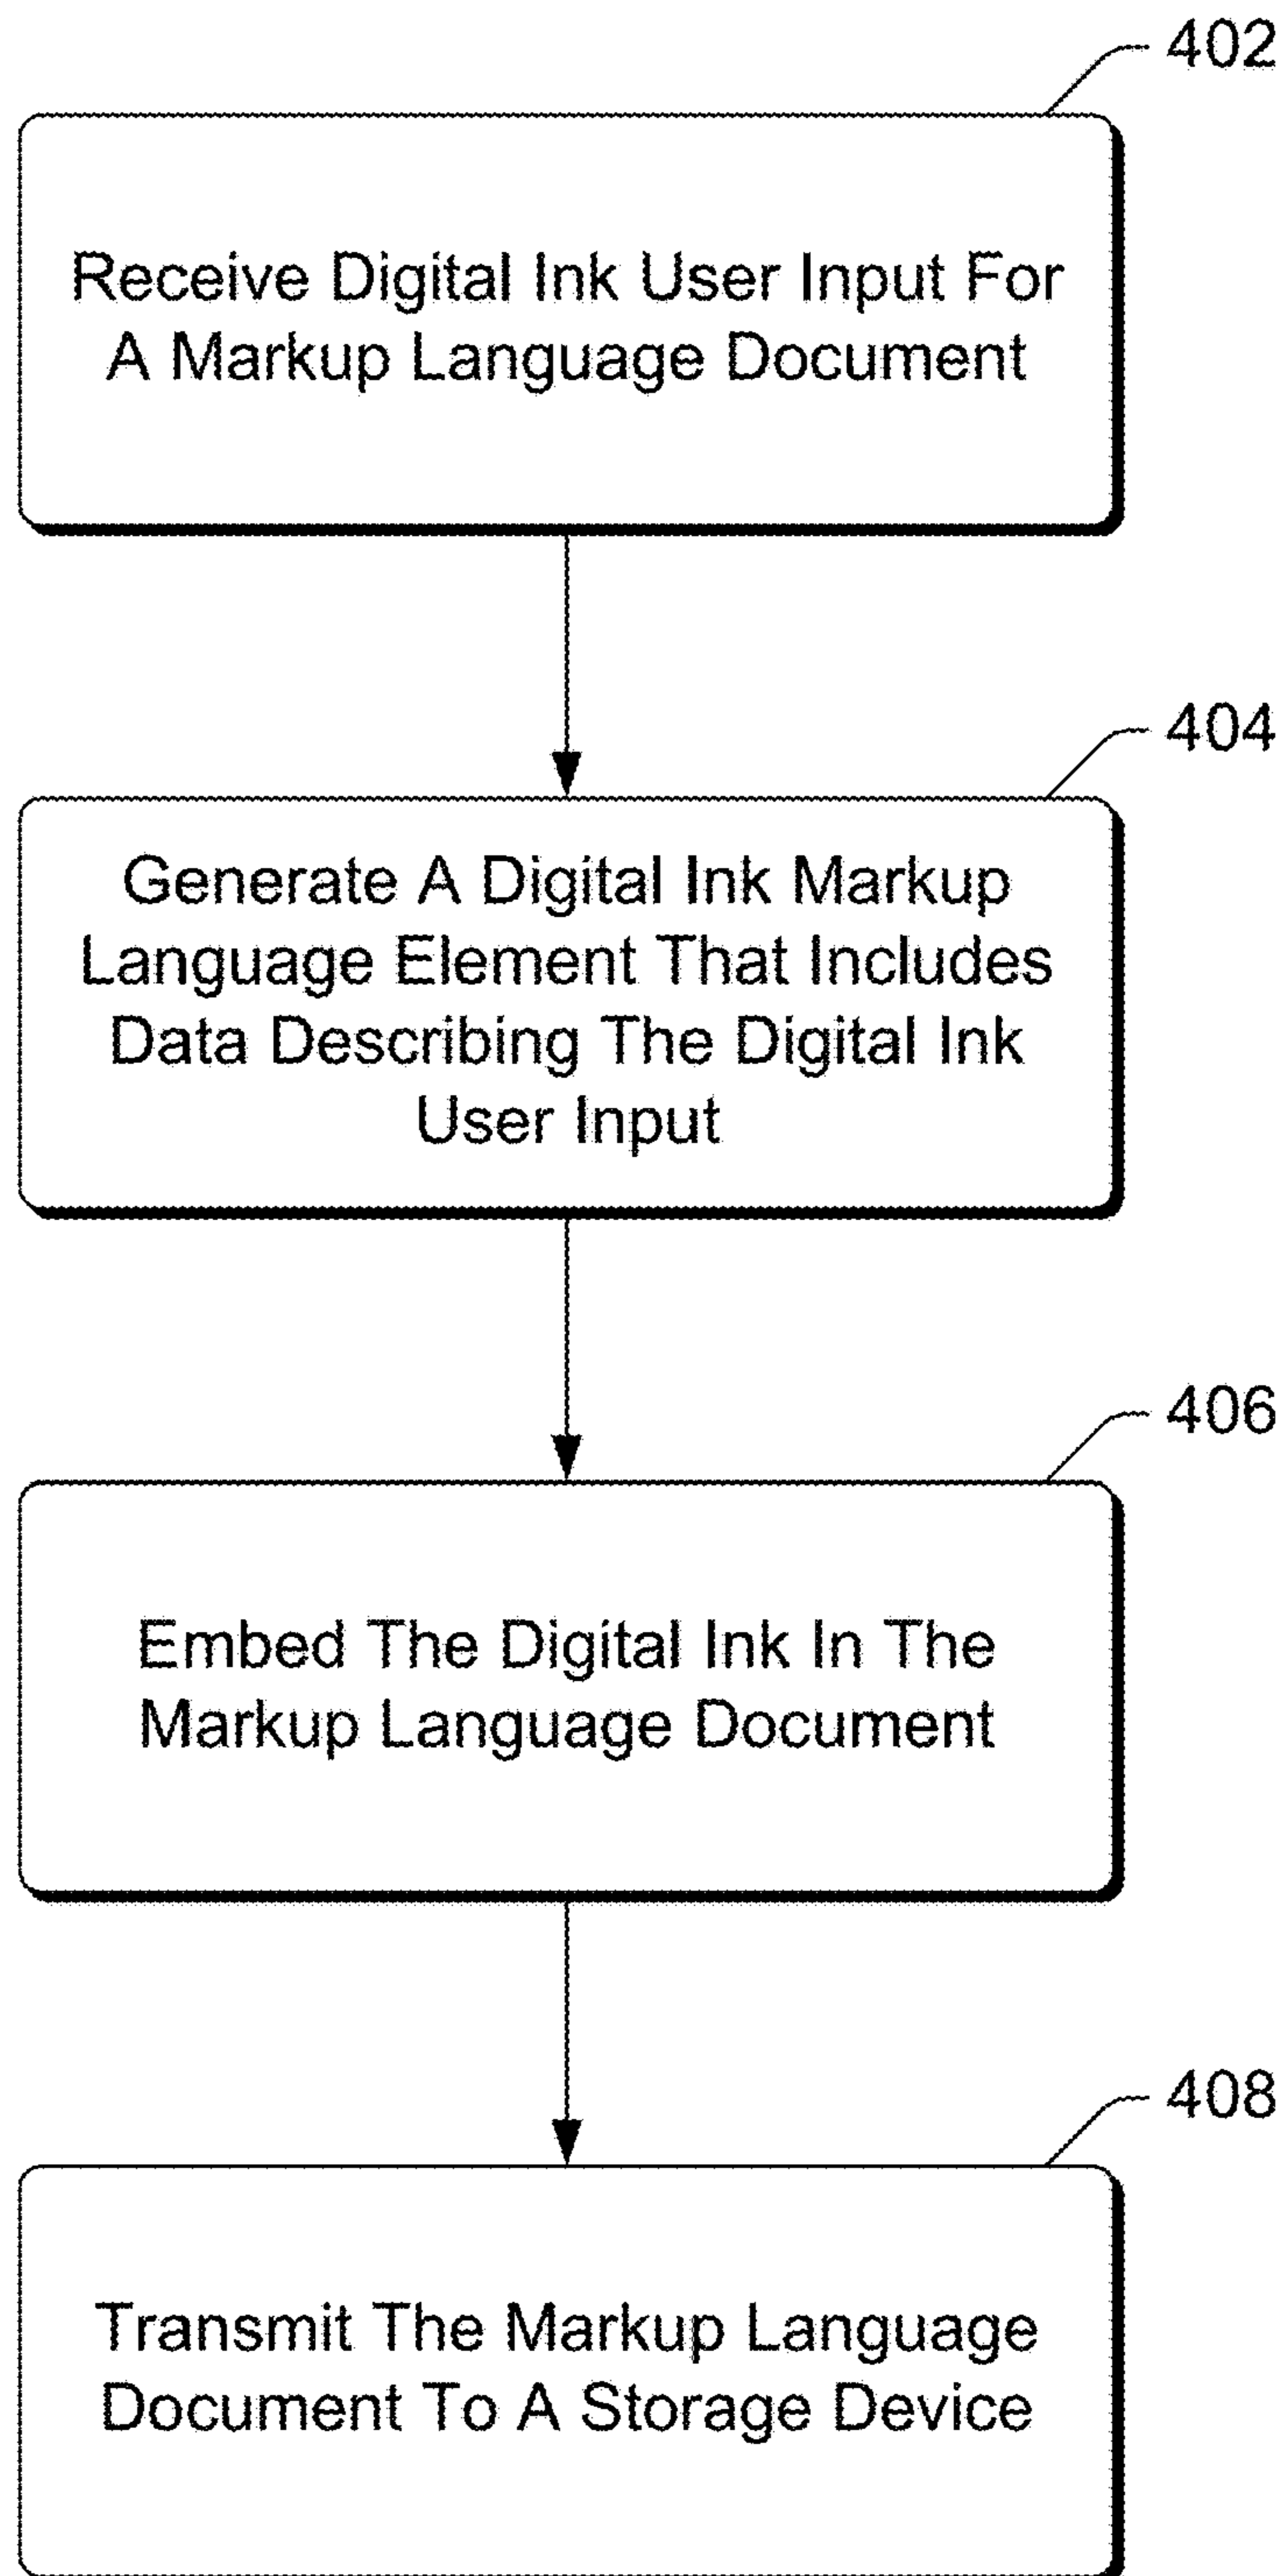 402
Receive Digital Ink User Input For
A Markup Language Document
404
Generate A Digital Ink Markup
Language Element That Includes
Data Describing The Digital Ink
User Input
406
Embed The Digital Ink In The
Markup Language Document
408
Transmit The Markup Language
Document To A Storage Device